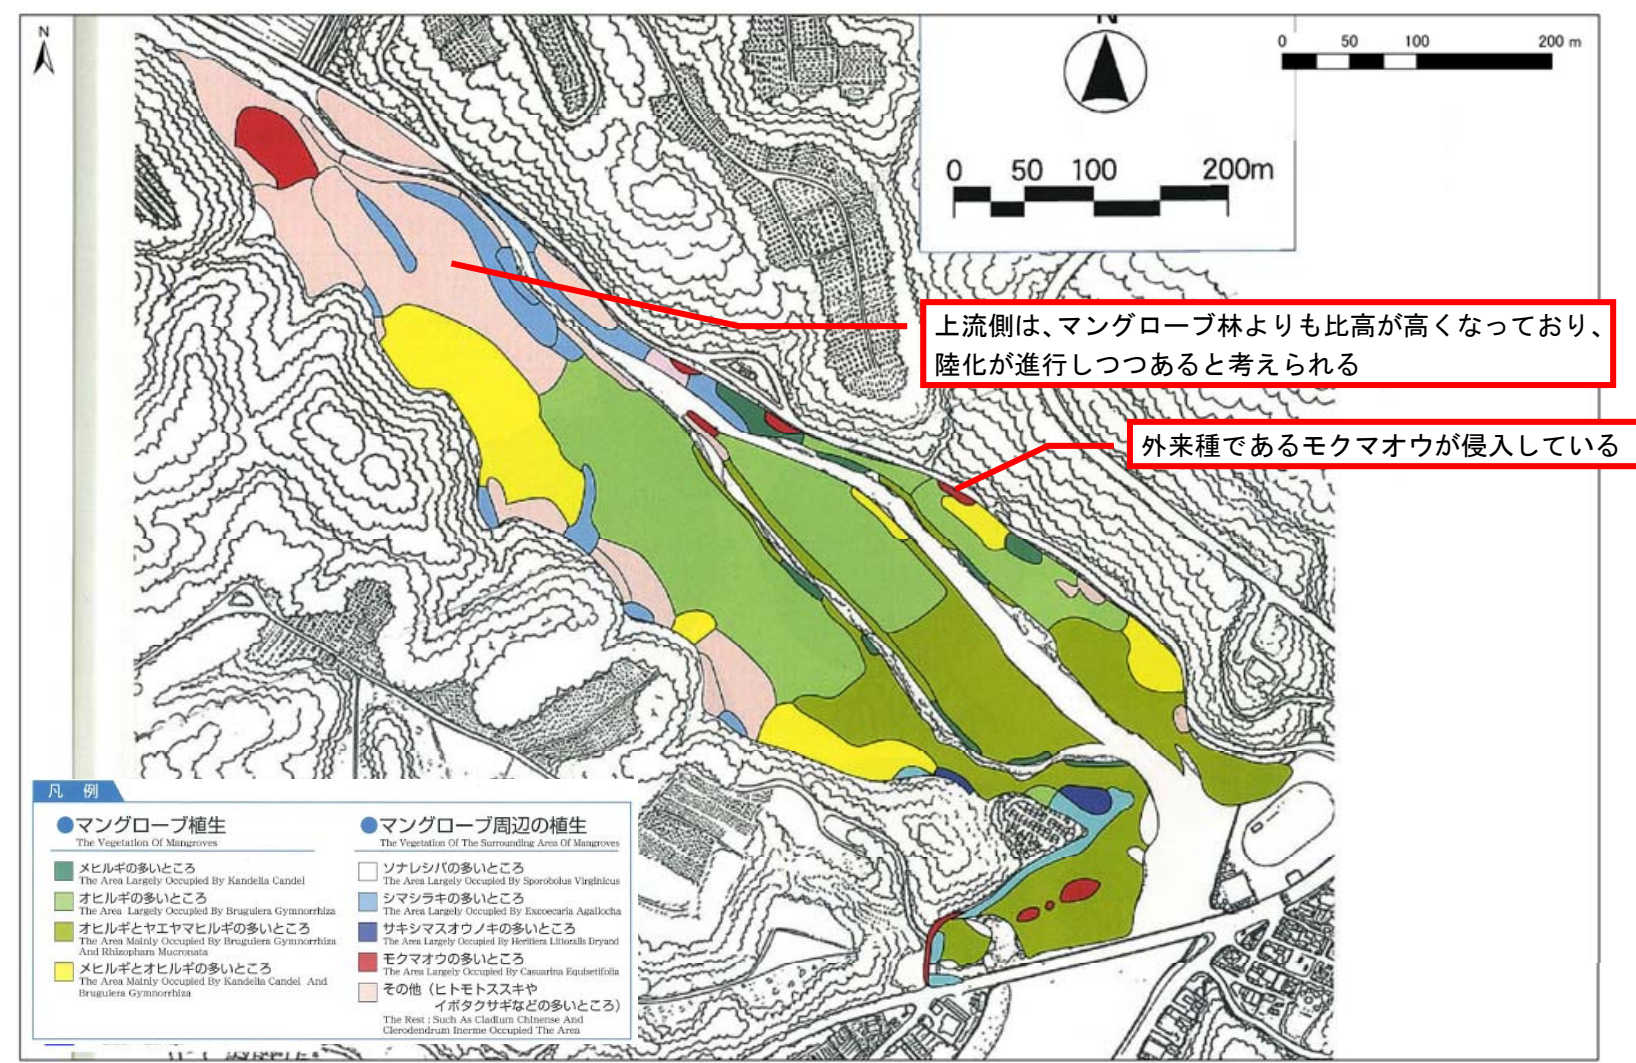 N
N
0 50 100 200 m
0 50 100 200m
上流側は、マングローブ林よりも比高が高くなっており、
陸化が進行しつつあると考えられる
外来種であるモクマオウが侵入している
凡 例
●マングローブ植生
The Vegetation Of Mangroves
メヒルギの多いところ
The Area Largely Occupied By Kandelia Candel
オヒルギの多いところ
The Area Largely Occupied By Bruguiera Gymnorrhiza
オヒルギとヤエヤマヒルギの多いところ
The Area Mainly Occupied By Bruguiera Gymnorrhiza
And Rhizophara Mucronata
メヒルギとオヒルギの多いところ
The Area Mainly Occupied By Kandelia Candel And
Bruguiera Gymnorrhiza
●マングローブ周辺の植生
The Vegetation Of The Surrounding Area Of Mangroves
ソナレシバの多いところ
The Area Largely Occupied By Sporobolus Virginicus
シマシラキの多いところ
The Area Largely Occupied By Excoecaria Agallocha
サキシマスオウノキの多いところ
The Area Largely Occupied By Heritiera Littoralis Dryand
モクマオウの多いところ
The Area Largely Occupied By Casuarina Equisetifolia
その他（ヒトモトススキや
イボタクサギなどの多いところ）
The Rest : Such As Cladium Chinense And
Clerodendrum Inerme Occupied The Area